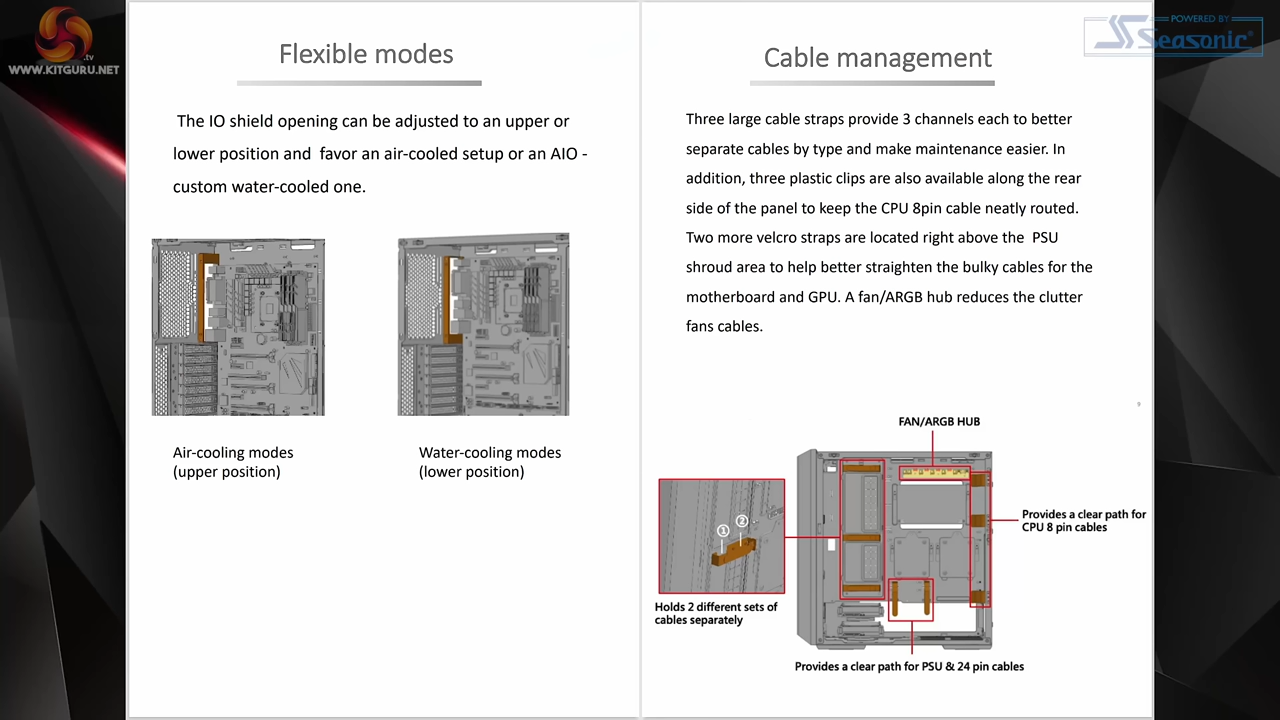 .tv
WWW.KITGURU.NET
POWERED BY
Seasonic®
Flexible modes
The IO shield opening can be adjusted to an upper or
lower position and  favor an air-cooled setup or an AIO -
custom water-cooled one.
Air-cooling modes
(upper position)
Water-cooling modes
(lower position)
Cable management
Three large cable straps provide 3 channels each to better
separate cables by type and make maintenance easier. In
addition, three plastic clips are also available along the rear
side of the panel to keep the CPU 8pin cable neatly routed.
Two more velcro straps are located right above the  PSU
shroud area to help better straighten the bulky cables for the
motherboard and GPU. A fan/ARGB hub reduces the clutter
fans cables.
9
FAN/ARGB HUB
① ②
Provides a clear path for
CPU 8 pin cables
Holds 2 different sets of
cables separately
Provides a clear path for PSU & 24 pin cables